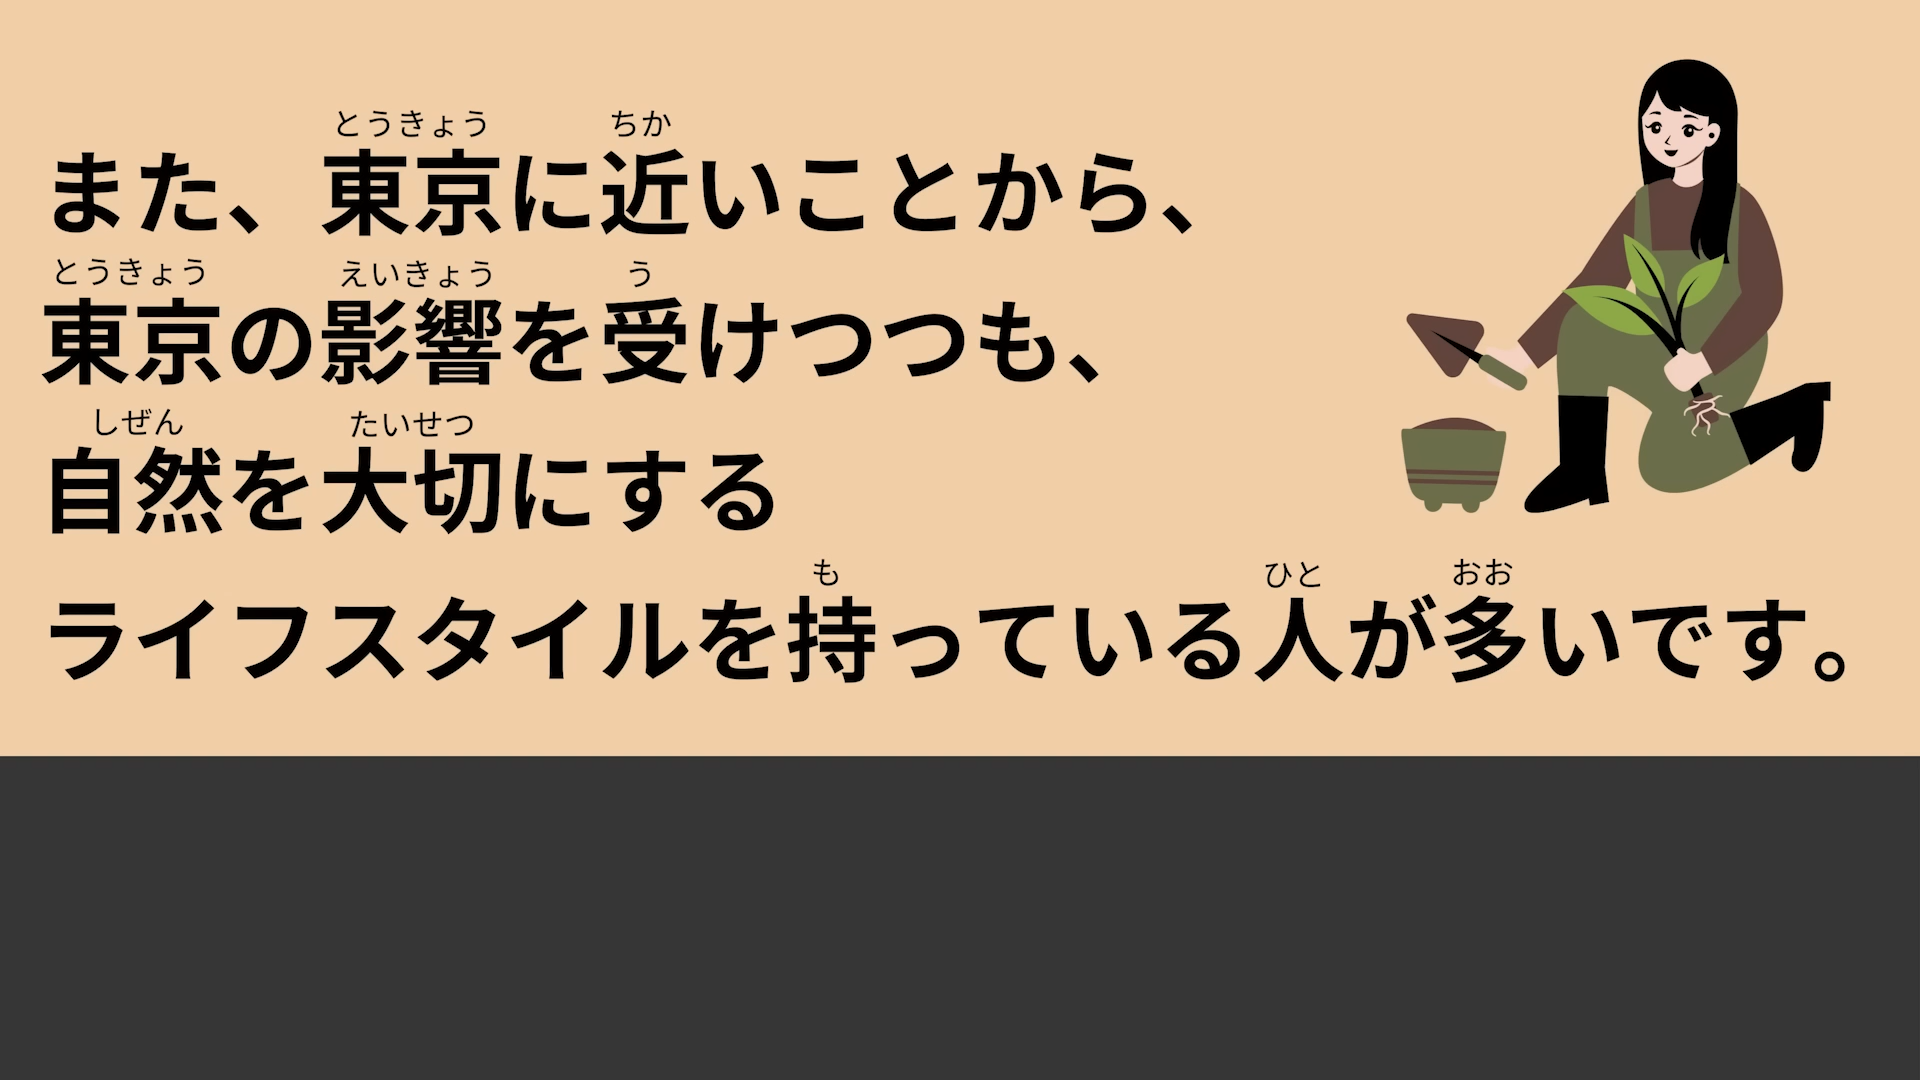 とうきょう ちか
また、東京に近いことから、
とうきょう えいきょう う
東京の影響を受けつつも、
しぜん たいせつ
自然を大切にする
も ひと おお
ライフスタイルを持っている人が多いです。